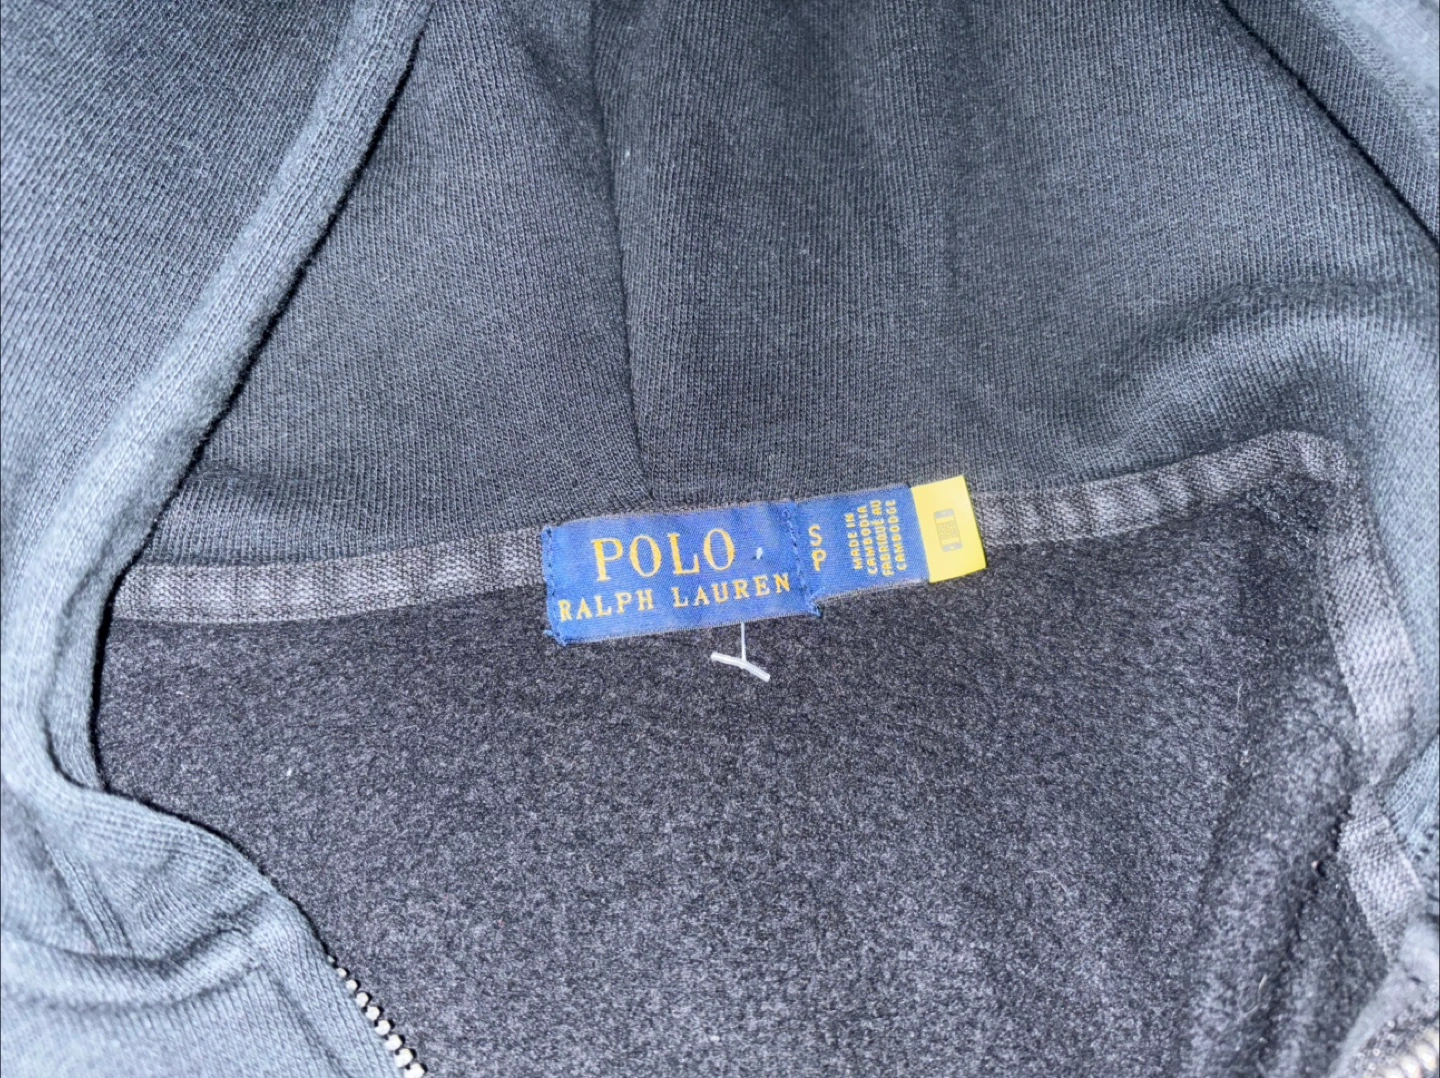 POLO
RALPH LAUREN
S
P
MADE IN
CAMBODIA
FABRIQUÉ AU
CAMBODGE